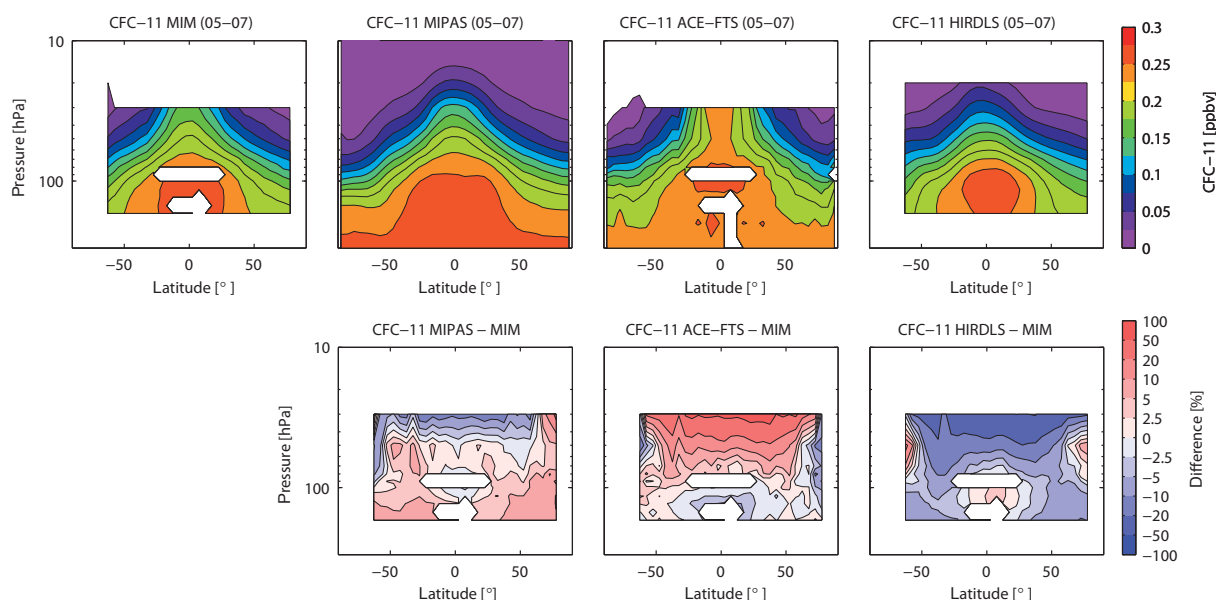 CFC−11 MIM (05−07)
CFC−11 MIPAS (05−07)
CFC−11 ACE−FTS (05−07)
CFC−11 HIRDLS (05−07)
10
100
Pressure [hPa]
−50 0 50
−50 0 50
−50 0 50
−50 0 50
Latitude [° ]
Latitude [° ]
Latitude [° ]
Latitude [° ]
0.3
0.25
0.2
0.15
0.1
0.05
0
CFC−11 [ppbv]
CFC−11 MIPAS − MIM
CFC−11 ACE−FTS − MIM
CFC−11 HIRDLS − MIM
10
100
Pressure [hPa]
−50 0 50
−50 0 50
−50 0 50
Latitude [° ]
Latitude [° ]
Latitude [° ]
100
50
20
10
5
2.5
0
−2.5
−5
−10
−20
−50
−100
Difference [%]